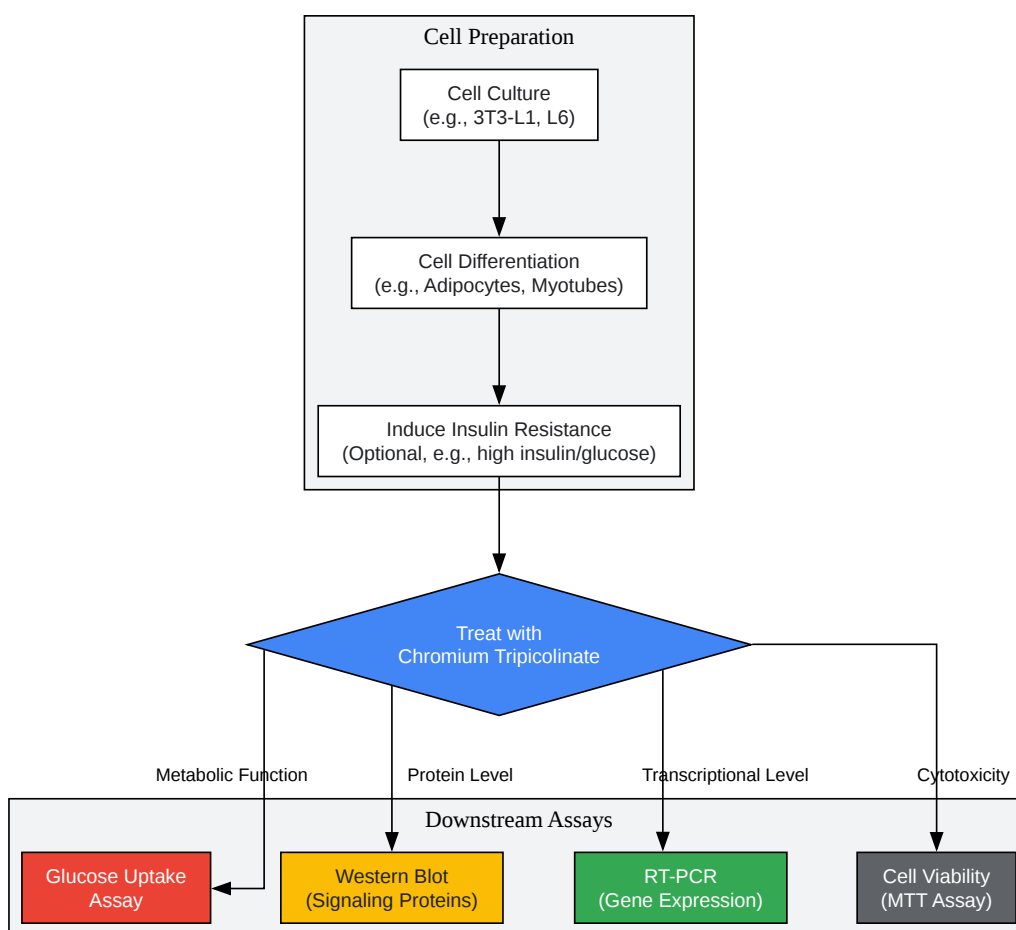 Cell Preparation
Cell Culture
(e.g., 3T3-L1, L6)
Cell Differentiation
(e.g., Adipocytes, Myotubes)
Induce Insulin Resistance
(Optional, e.g., high insulin/glucose)
Treat with
Chromium Tripicolinate
Metabolic Function
Protein Level
Transcriptional Level
Cytotoxicity
Downstream Assays
Glucose Uptake
Assay
Western Blot
(Signaling Proteins)
RT-PCR
(Gene Expression)
Cell Viability
(MTT Assay)